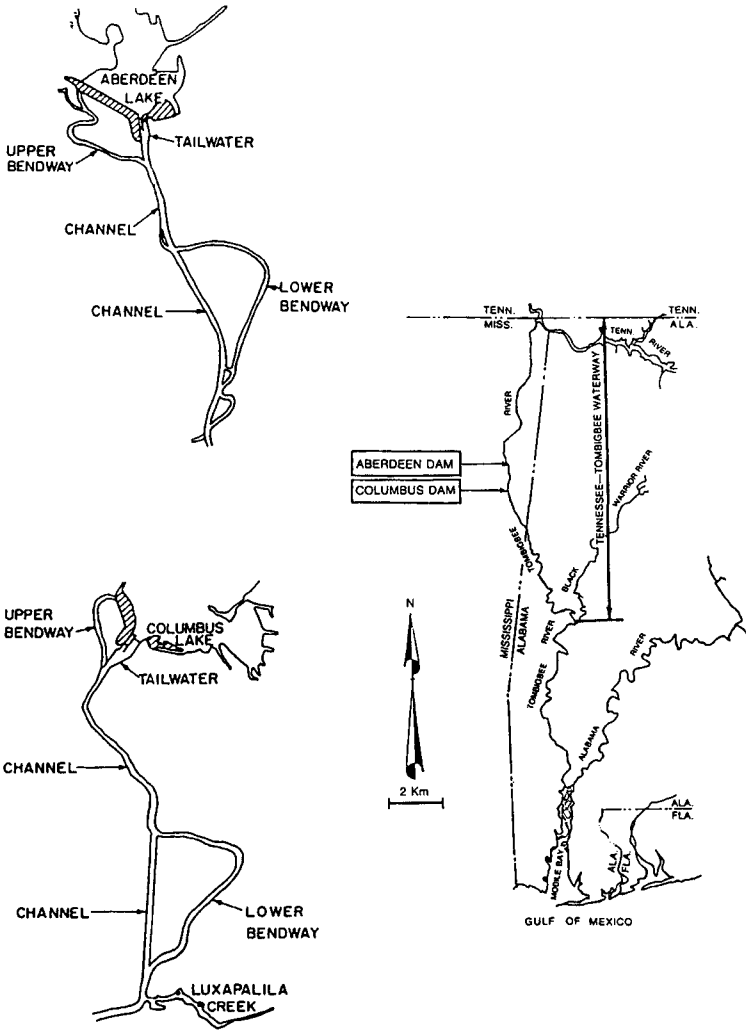 ABERDEEN
LAKE
TAILWATER
UPPER
BENDWAY
CHANNEL
LOWER
BENDWAY
CHANNEL
TENN.
MISS.
TENN.
ALA.
TENN.
RIVER
RIVER
TENNESSEE—TOMBIGBEE WATERWAY
ABERDEEN DAM
COLUMBUS DAM
WARRIOR RIVER
BLACK
TOMBIGBEE
MISSISSIPPI
ALABAMA
RIVER
TOMBIGBEE
RIVER
ALABAMA
N
2 Km
ALA.
FLA.
ALA.
FLA.
MOBILE BAY
GULF OF MEXICO
UPPER
BENDWAY
COLUMBUS
LAKE
TAILWATER
CHANNEL
CHANNEL
LOWER
BENDWAY
LUXAPALILA
CREEK